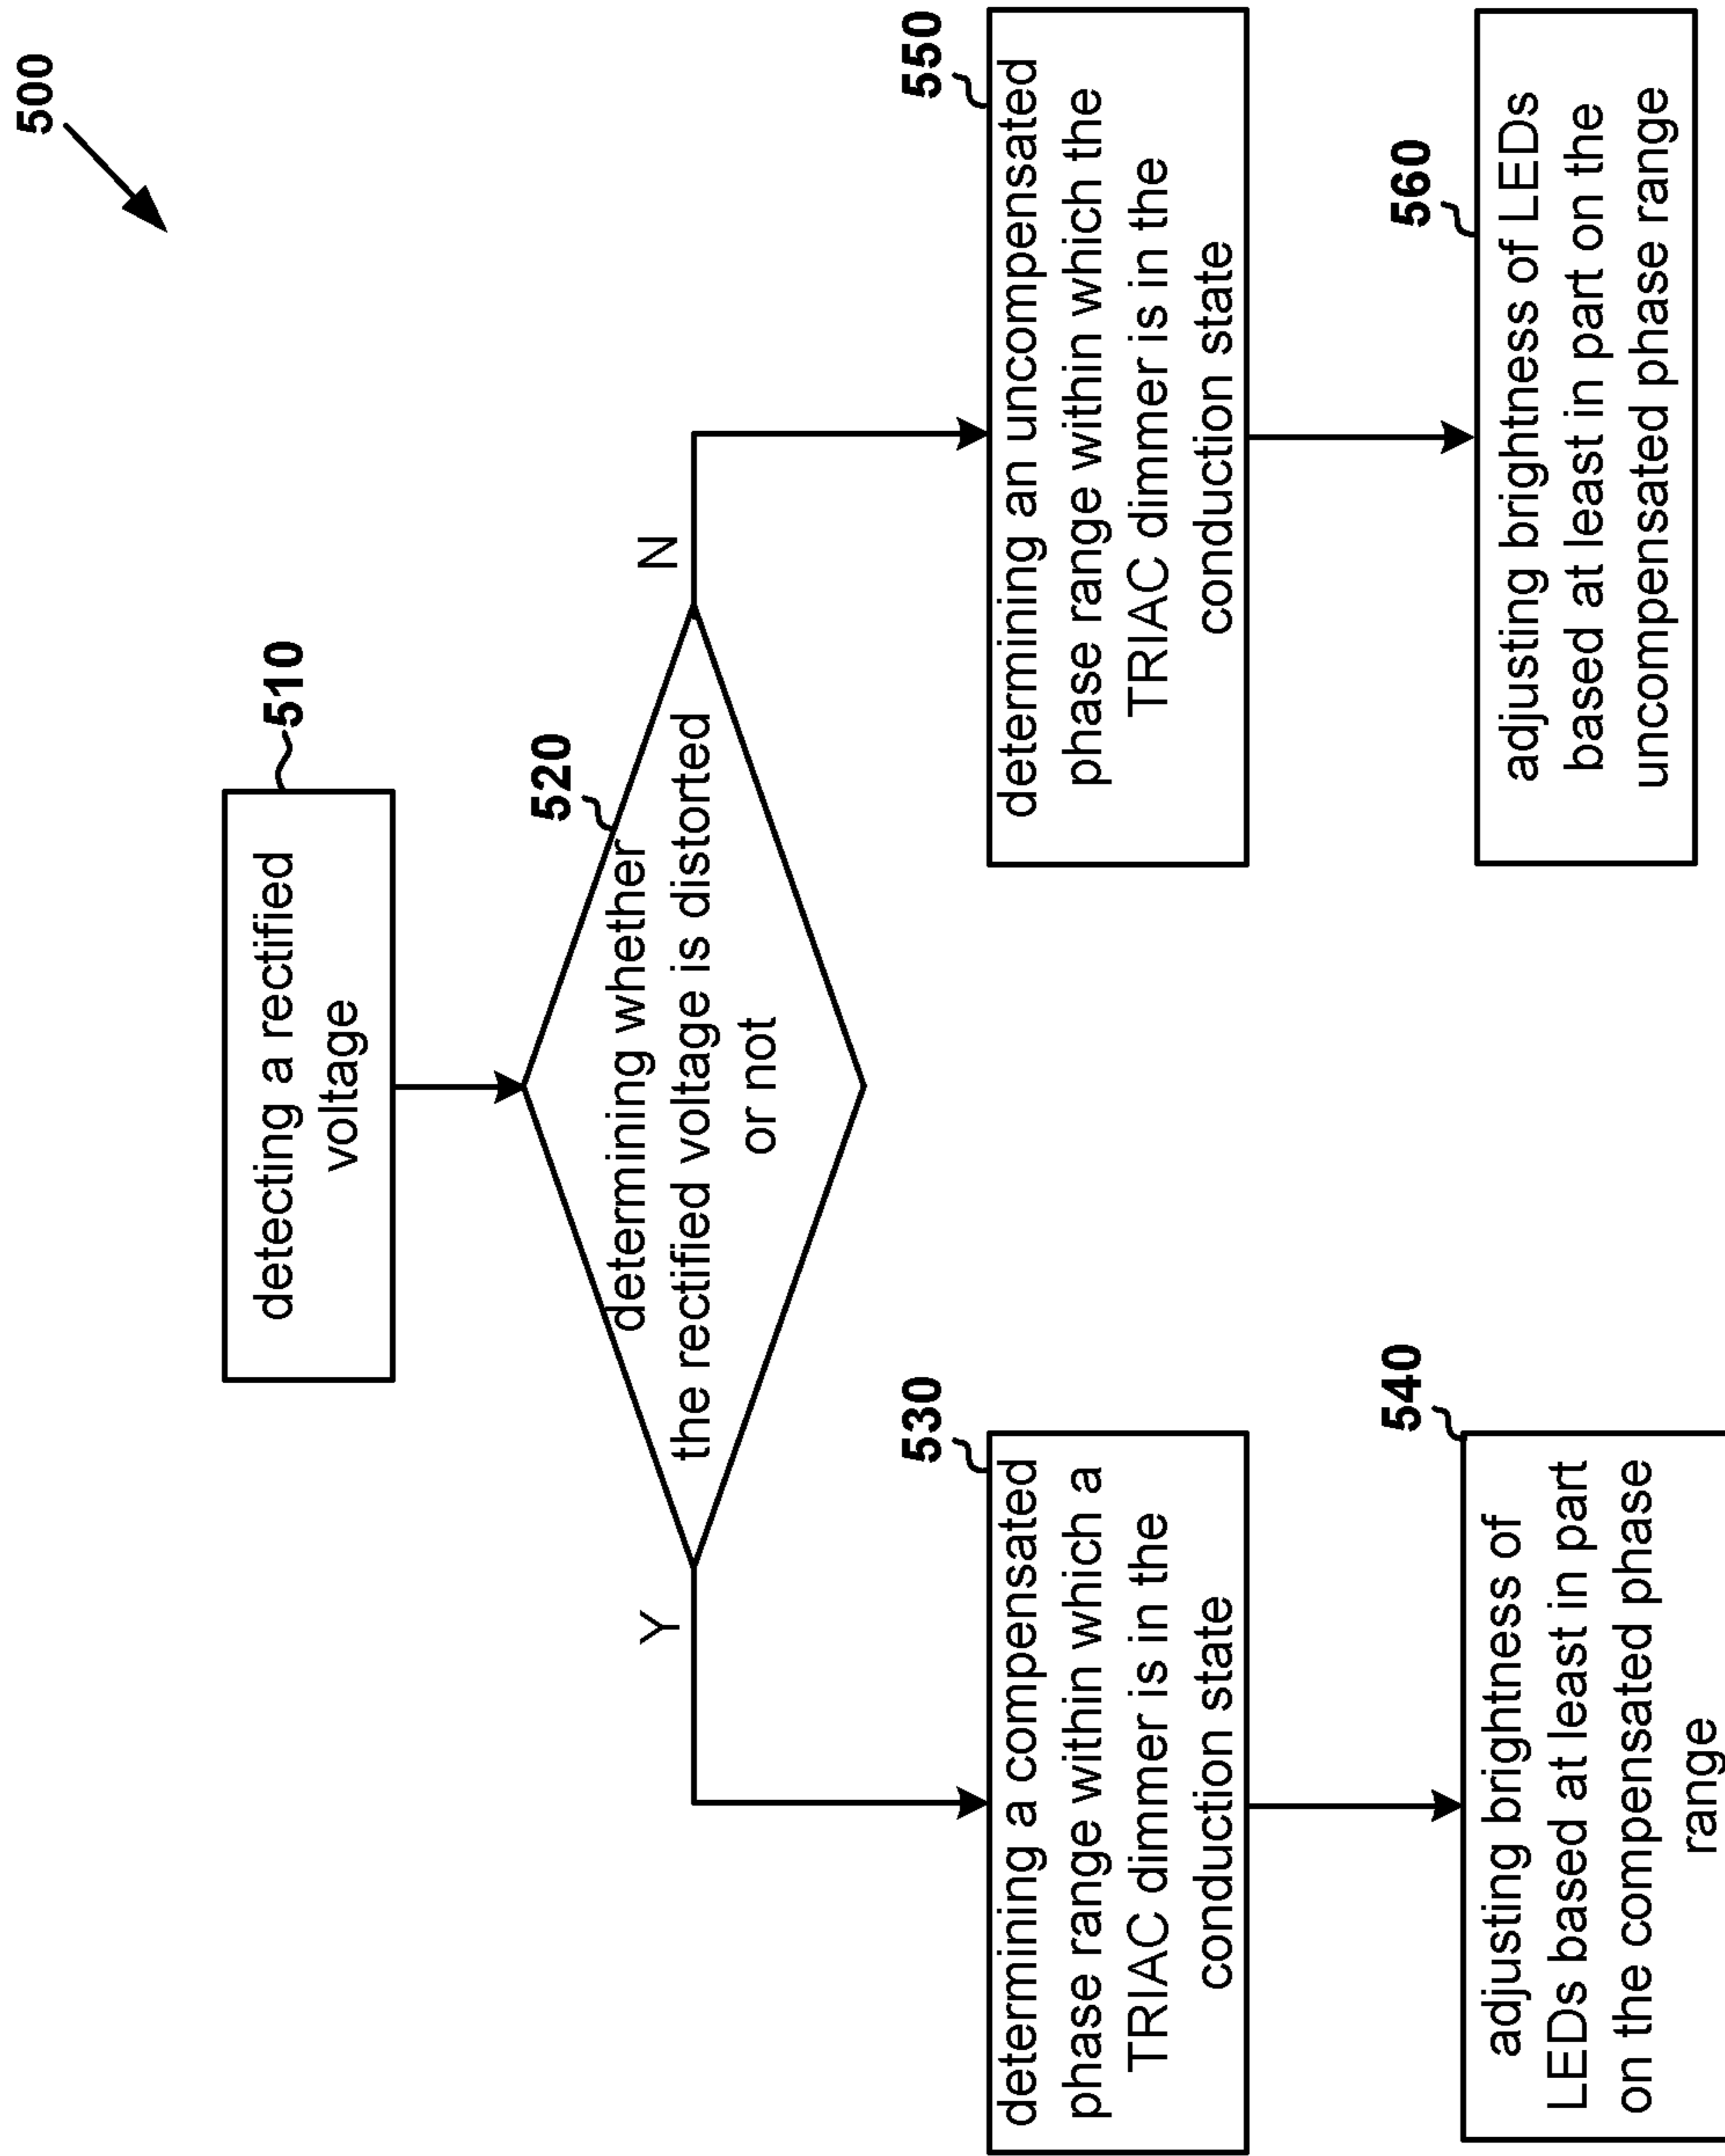 500
510
detecting a rectified
voltage
520
determining whether
the rectified voltage is distorted
or not
Y
N
530
determining a compensated
phase range within which a
TRIAC dimmer is in the
conduction state
550
determining an uncompensated
phase range within which the
TRIAC dimmer is in the
conduction state
540
adjusting brightness of
LEDs based at least in part
on the compensated phase
range
560
adjusting brightness of LEDs
based at least in part on the
uncompensated phase range